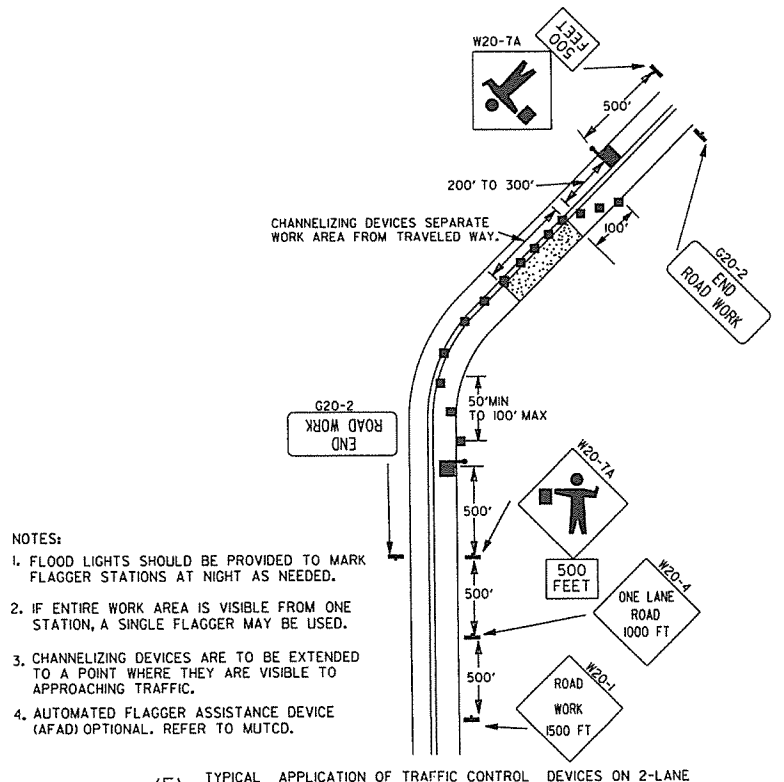 W20-7A
500
FEET
500'
200' TO 300'
CHANNELIZING DEVICES SEPARATE
WORK AREA FROM TRAVELED WAY.
100'
G20-2
END
ROAD WORK
50'MIN
TO 100' MAX
G20-2
END
ROAD WORK
W20-7A
500'
500
FEET
500'
W20-4
ONE LANE
ROAD
1000 FT
500'
W20-1
ROAD
WORK
1500 FT
NOTES:
1. FLOOD LIGHTS SHOULD BE PROVIDED TO MARK
FLAGGER STATIONS AT NIGHT AS NEEDED.
2. IF ENTIRE WORK AREA IS VISIBLE FROM ONE
STATION, A SINGLE FLAGGER MAY BE USED.
3. CHANNELIZING DEVICES ARE TO BE EXTENDED
TO A POINT WHERE THEY ARE VISIBLE TO
APPROACHING TRAFFIC.
4. AUTOMATED FLAGGER ASSISTANCE DEVICE
(AFAD) OPTIONAL. REFER TO MUTCD.
TYPICAL APPLICATION OF TRAFFIC CONTROL DEVICES ON 2-LANE